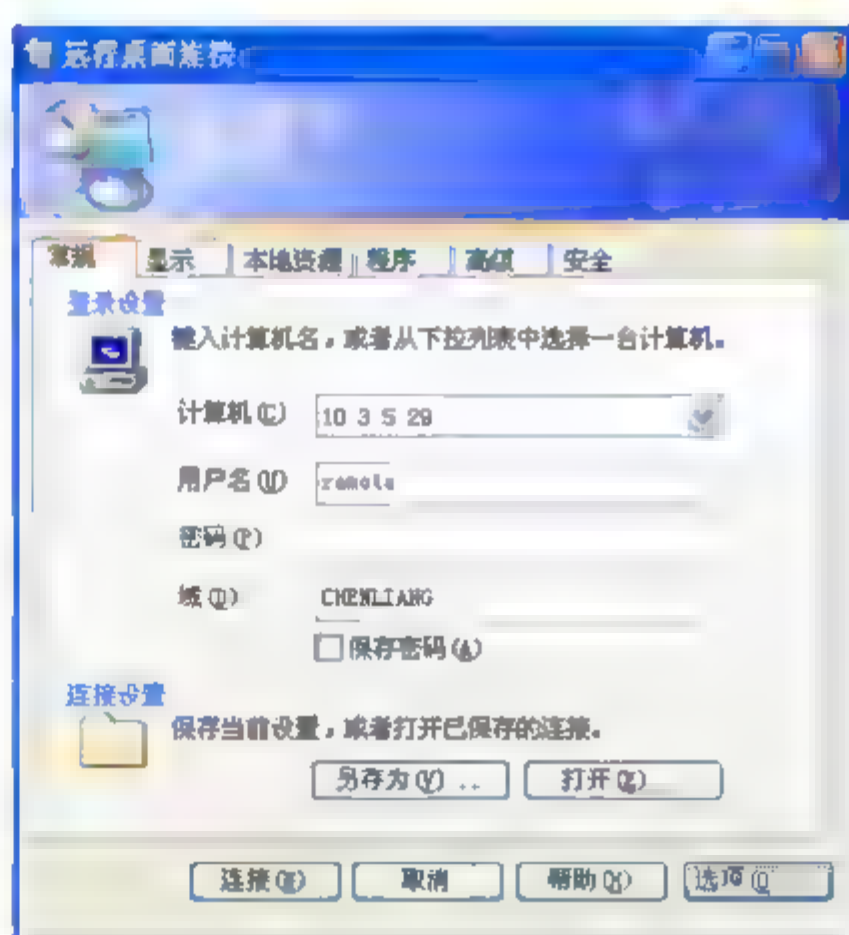 远程桌面连接
常规 显示 本地资源 程序 高级 安全
登录设置
键入计算机名，或者从下拉列表中选择一台计算机。
计算机(C) 10 3 5 29
用户名(U) remote
密码(P)
域(D) CHENLIANG
保存密码(A)
连接设置
保存当前设置，或者打开已保存的连接。
另存为(V) .. 打开(E)
连接(N) 取消 帮助(H) 选项(O